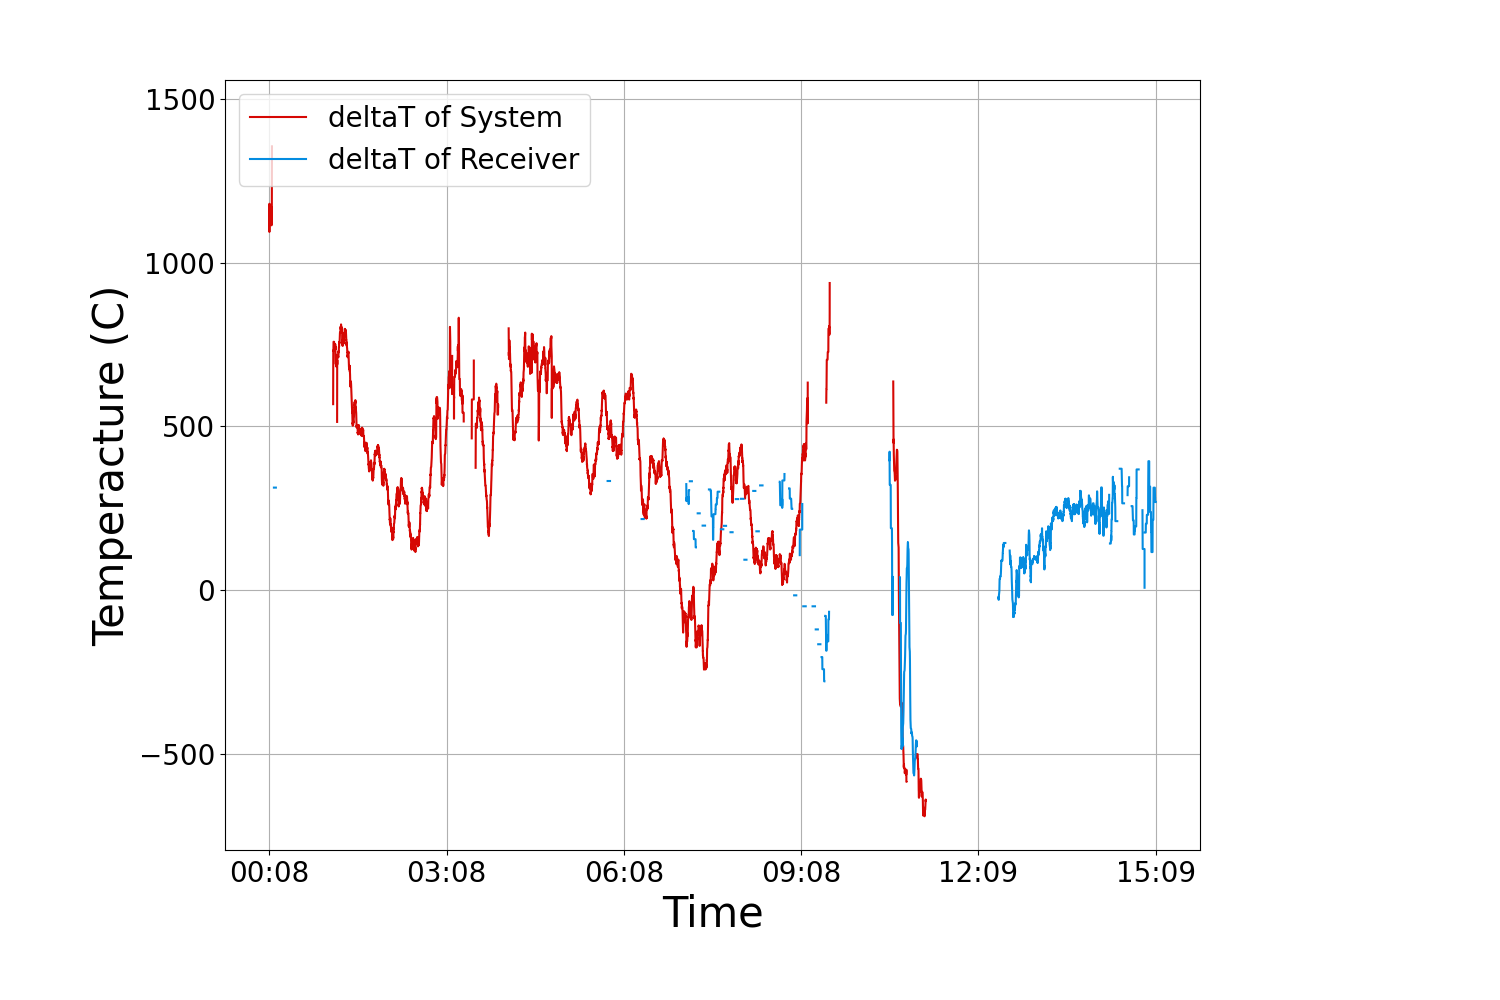 deltaT of System
deltaT of Receiver
1500
1000
500
0
−500
Temperacture (C)
00:08 03:08 06:08 09:08 12:09 15:09
Time